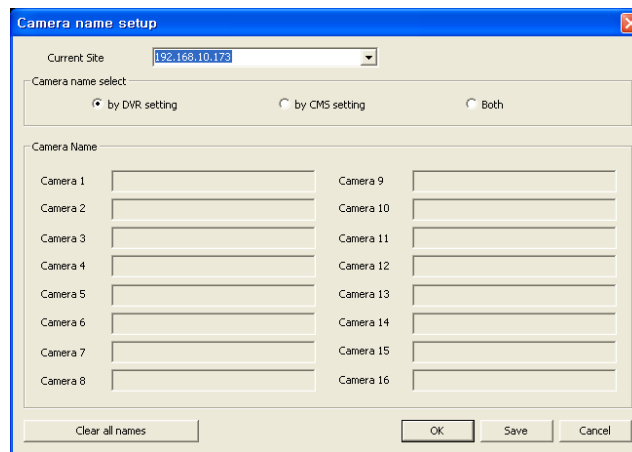 Camera name setup
Current Site 192.168.10.173
Camera name select
by DVR setting by CMS setting Both
Camera Name
Camera 1 Camera 9
Camera 2 Camera 10
Camera 3 Camera 11
Camera 4 Camera 12
Camera 5 Camera 13
Camera 6 Camera 14
Camera 7 Camera 15
Camera 8 Camera 16
Clear all names OK Save Cancel